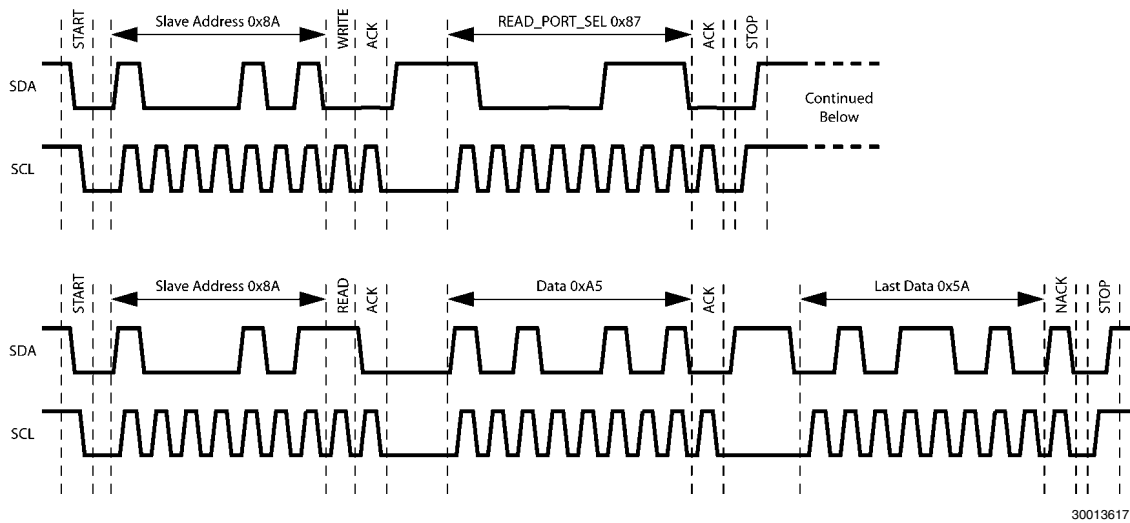 START
Slave Address 0x8A
WRITE
ACK
READ_PORT_SEL 0x87
ACK
STOP
SDA
Continued
Below
SCL
START
Slave Address 0x8A
READ
ACK
Data 0xA5
ACK
Last Data 0x5A
NACK
STOP
SDA
SCL
30013617